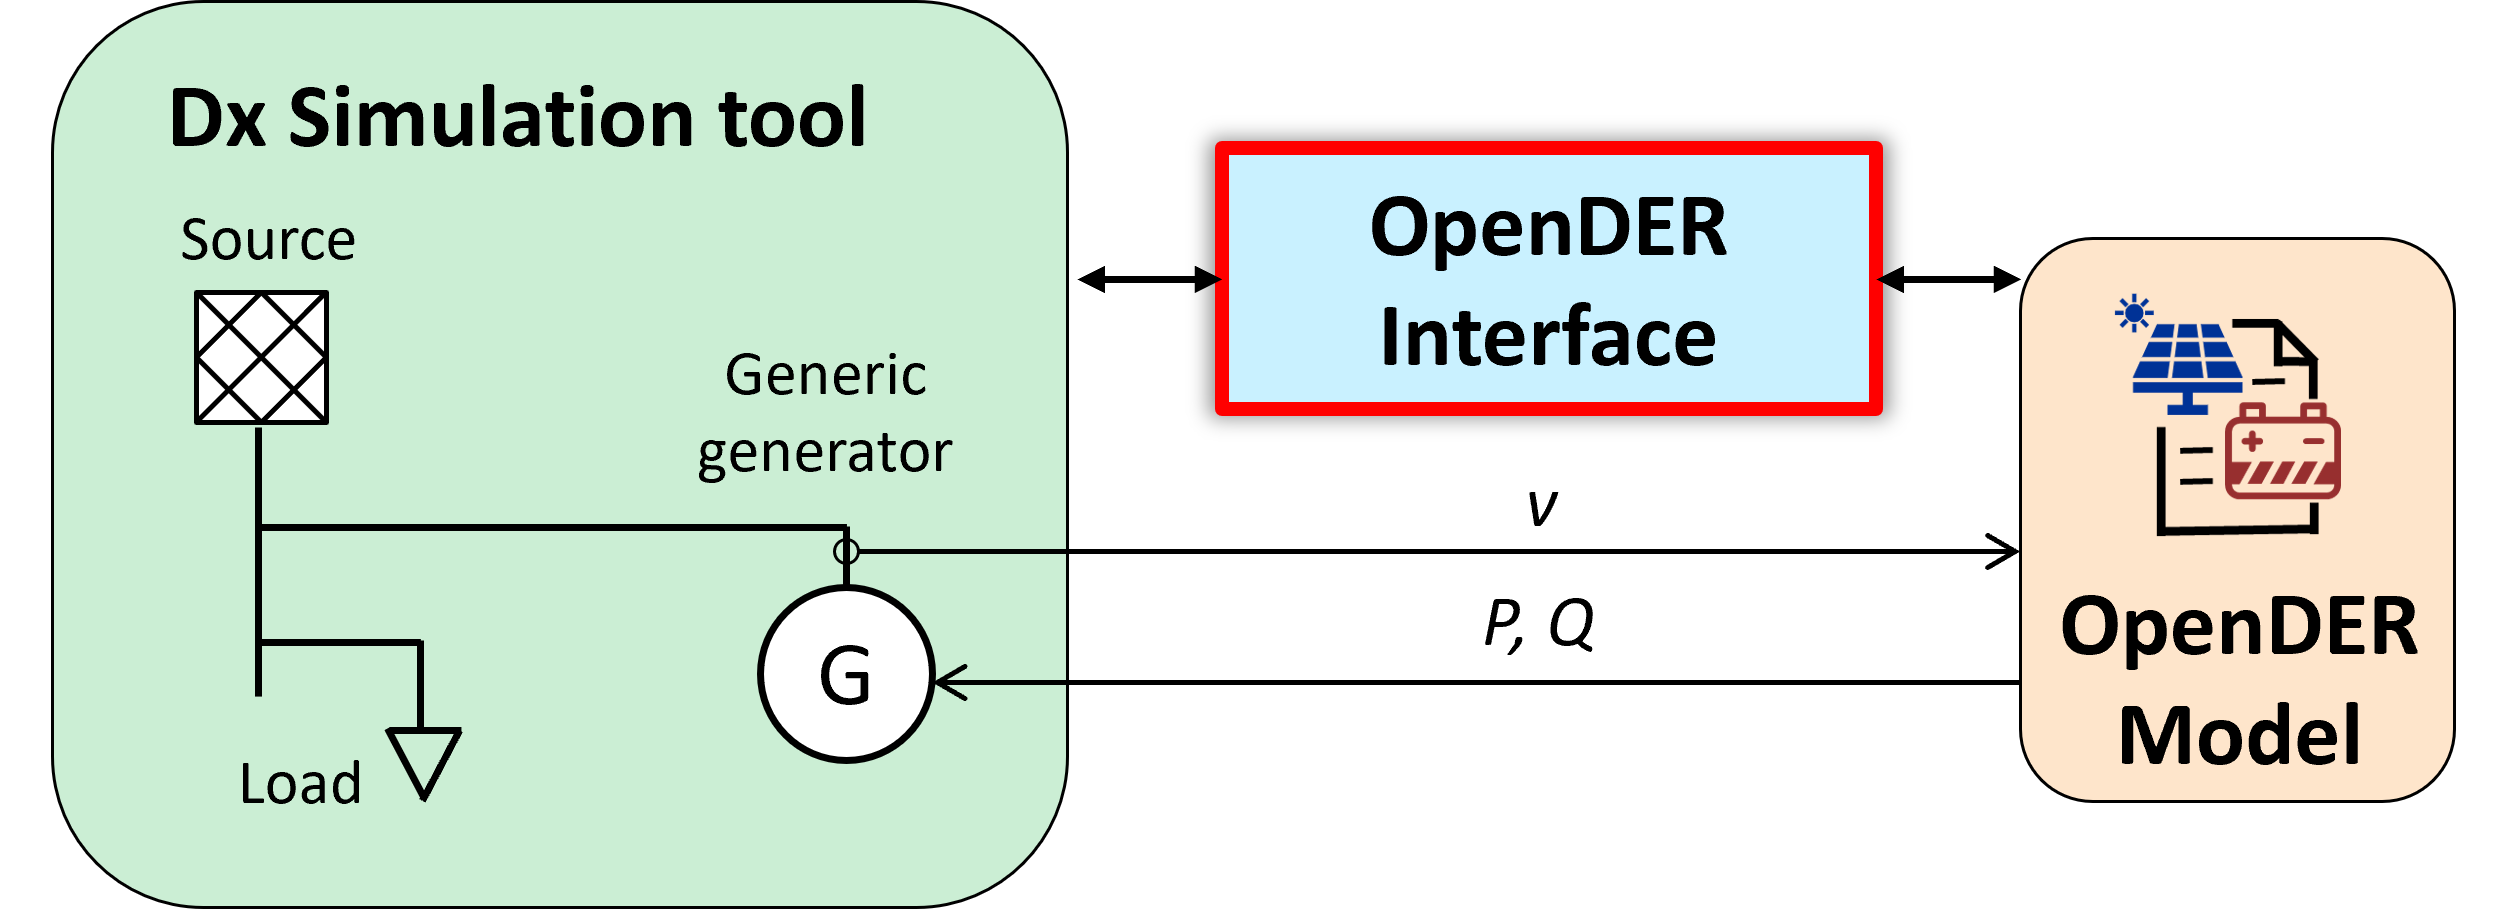 Dx Simulation tool
Source
Generic
generator
G
Load
OpenDER
Interface
v
P, Q
OpenDER
Model